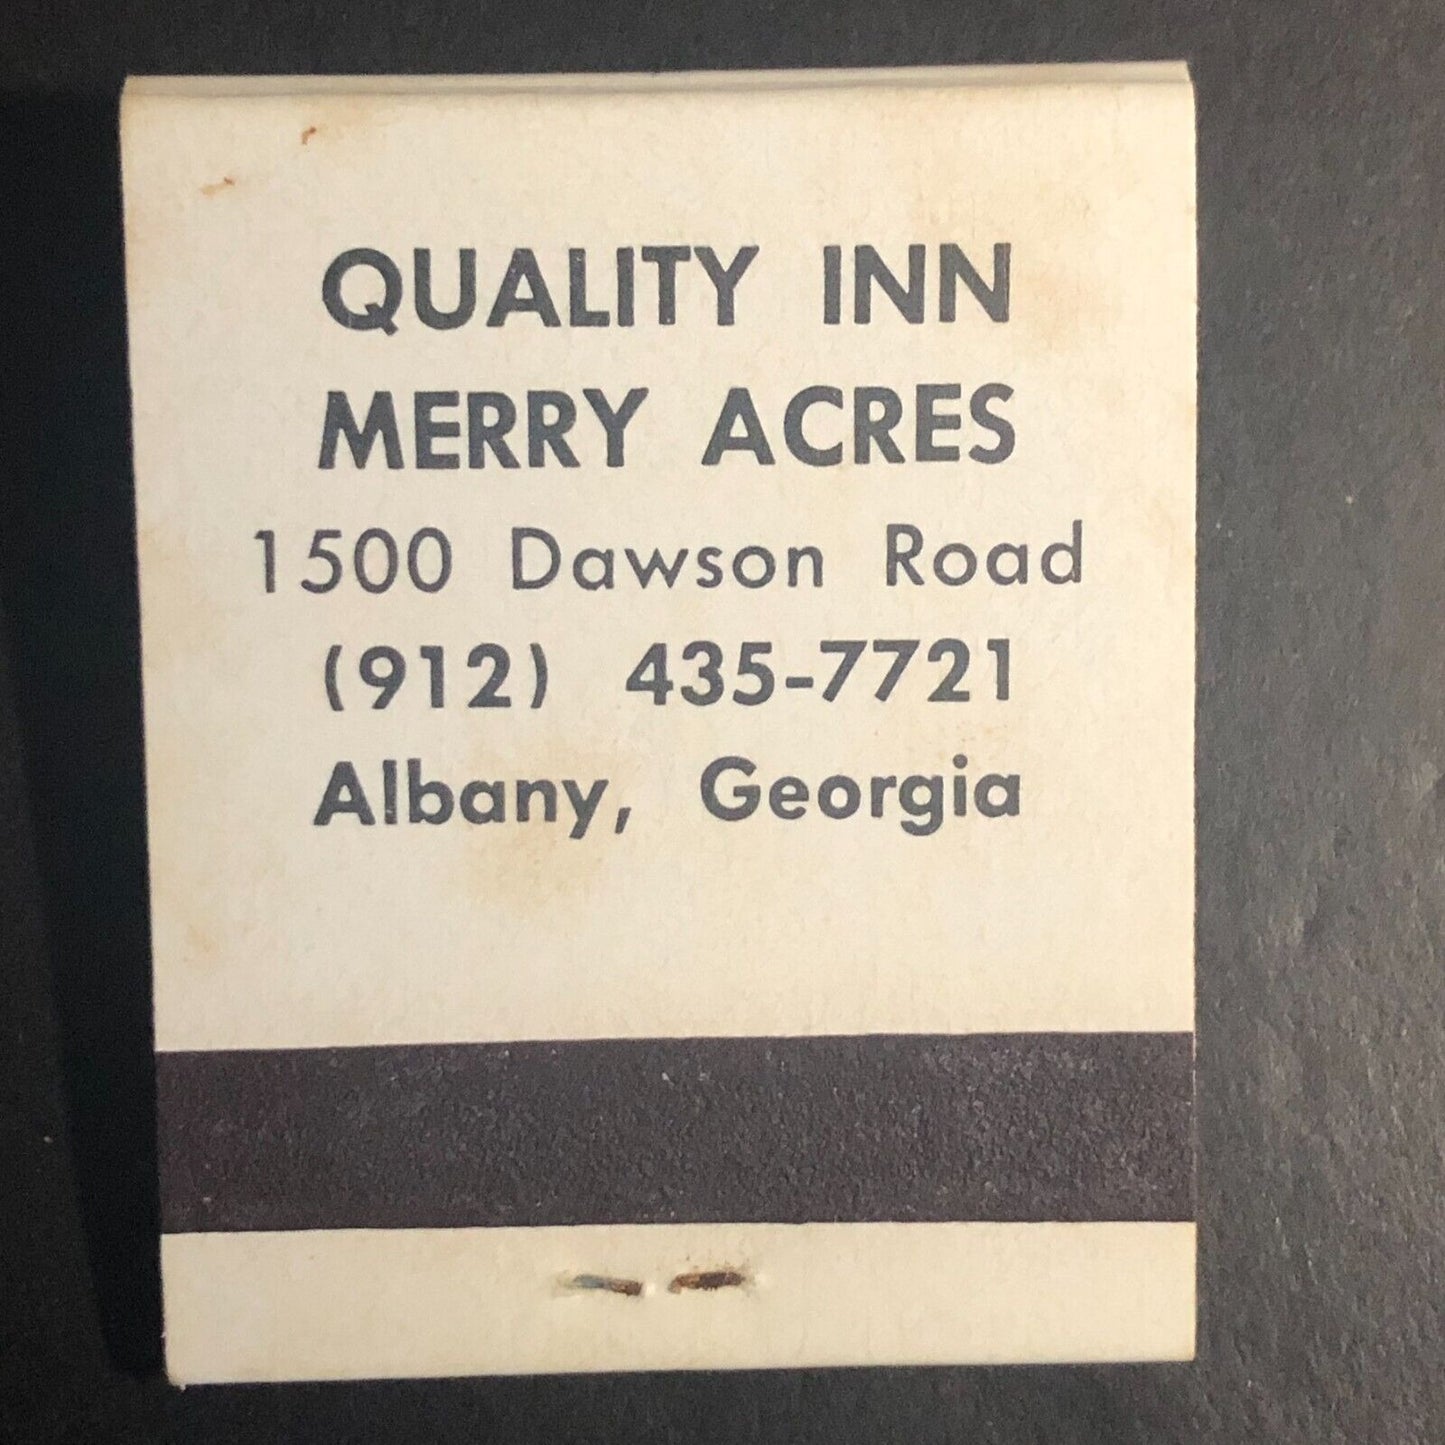 QUALITY INN
MERRY ACRES
1500 Dawson Road
(912) 435-7721
Albany, Georgia